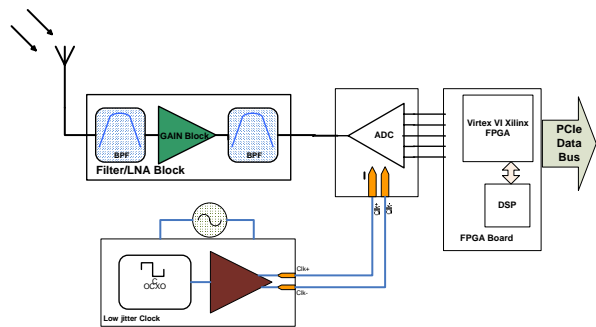 GAIN Block
BPF
BPF
Filter/LNA Block
ADC
Clk+
Clk-
Virtex VI Xilinx
FPGA
DSP
FPGA Board
PCIe
Data
Bus
C
OCXO
Clk+
Clk-
Low jitter Clock